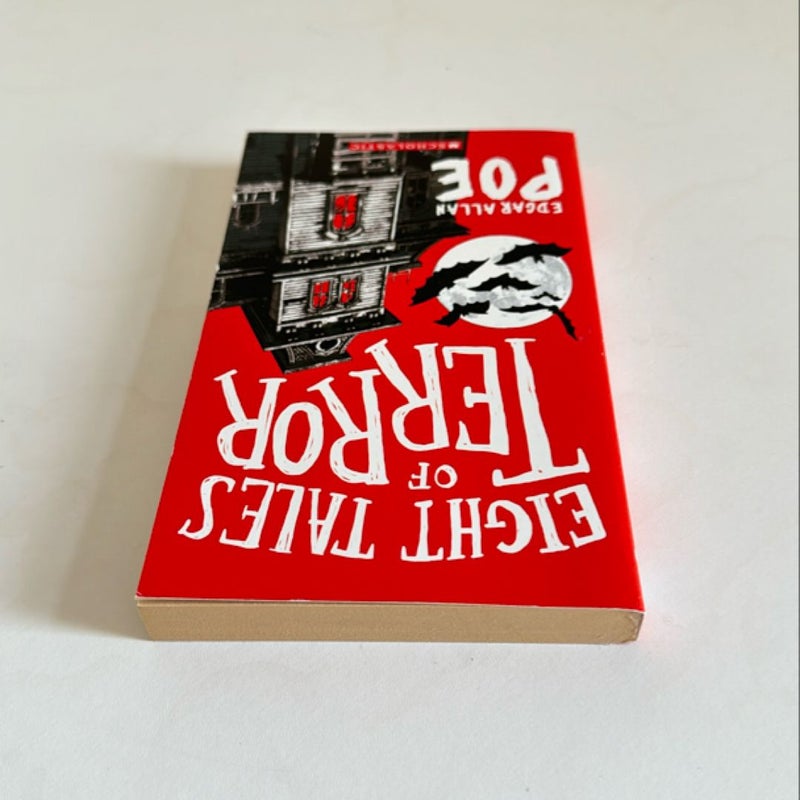 EIGHT TALES
OF
TERROR
EDGAR ALLAN
POE
SCHOLASTIC